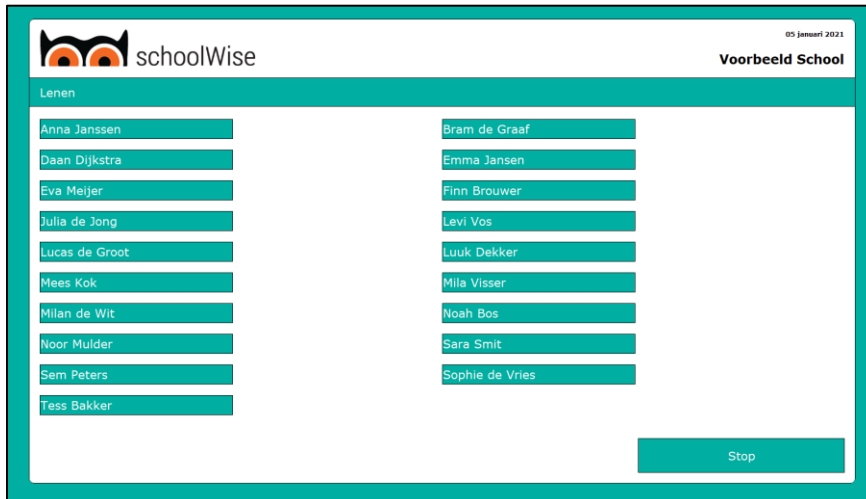 schoolWise
05 januari 2021
Voorbeeld School
Lenen
Anna Janssen
Bram de Graaf
Daan Dijkstra
Emma Jansen
Eva Meijer
Finn Brouwer
Julia de Jong
Levi Vos
Lucas de Groot
Luuk Dekker
Mees Kok
Mila Visser
Milan de Wit
Noah Bos
Noor Mulder
Sara Smit
Sem Peters
Sophie de Vries
Tess Bakker
Stop